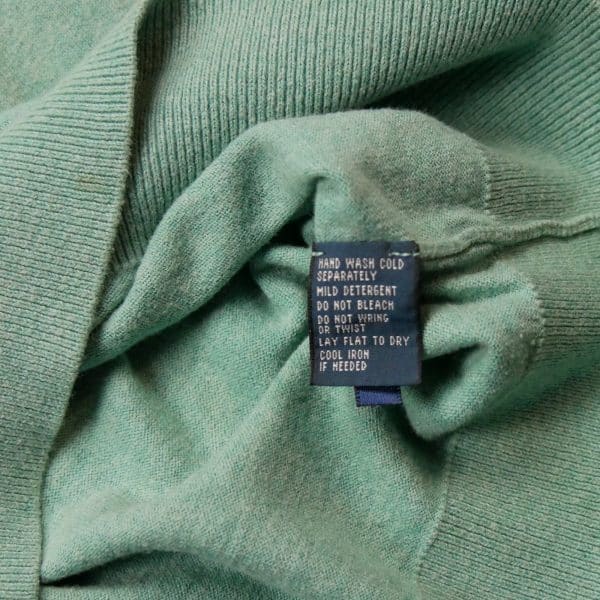 HAND WASH COLD
SEPARATELY
MILD DETERGENT
DO NOT BLEACH
DO NOT WRING
OR TWIST
LAY FLAT TO DRY
COOL IRON
IF NEEDED